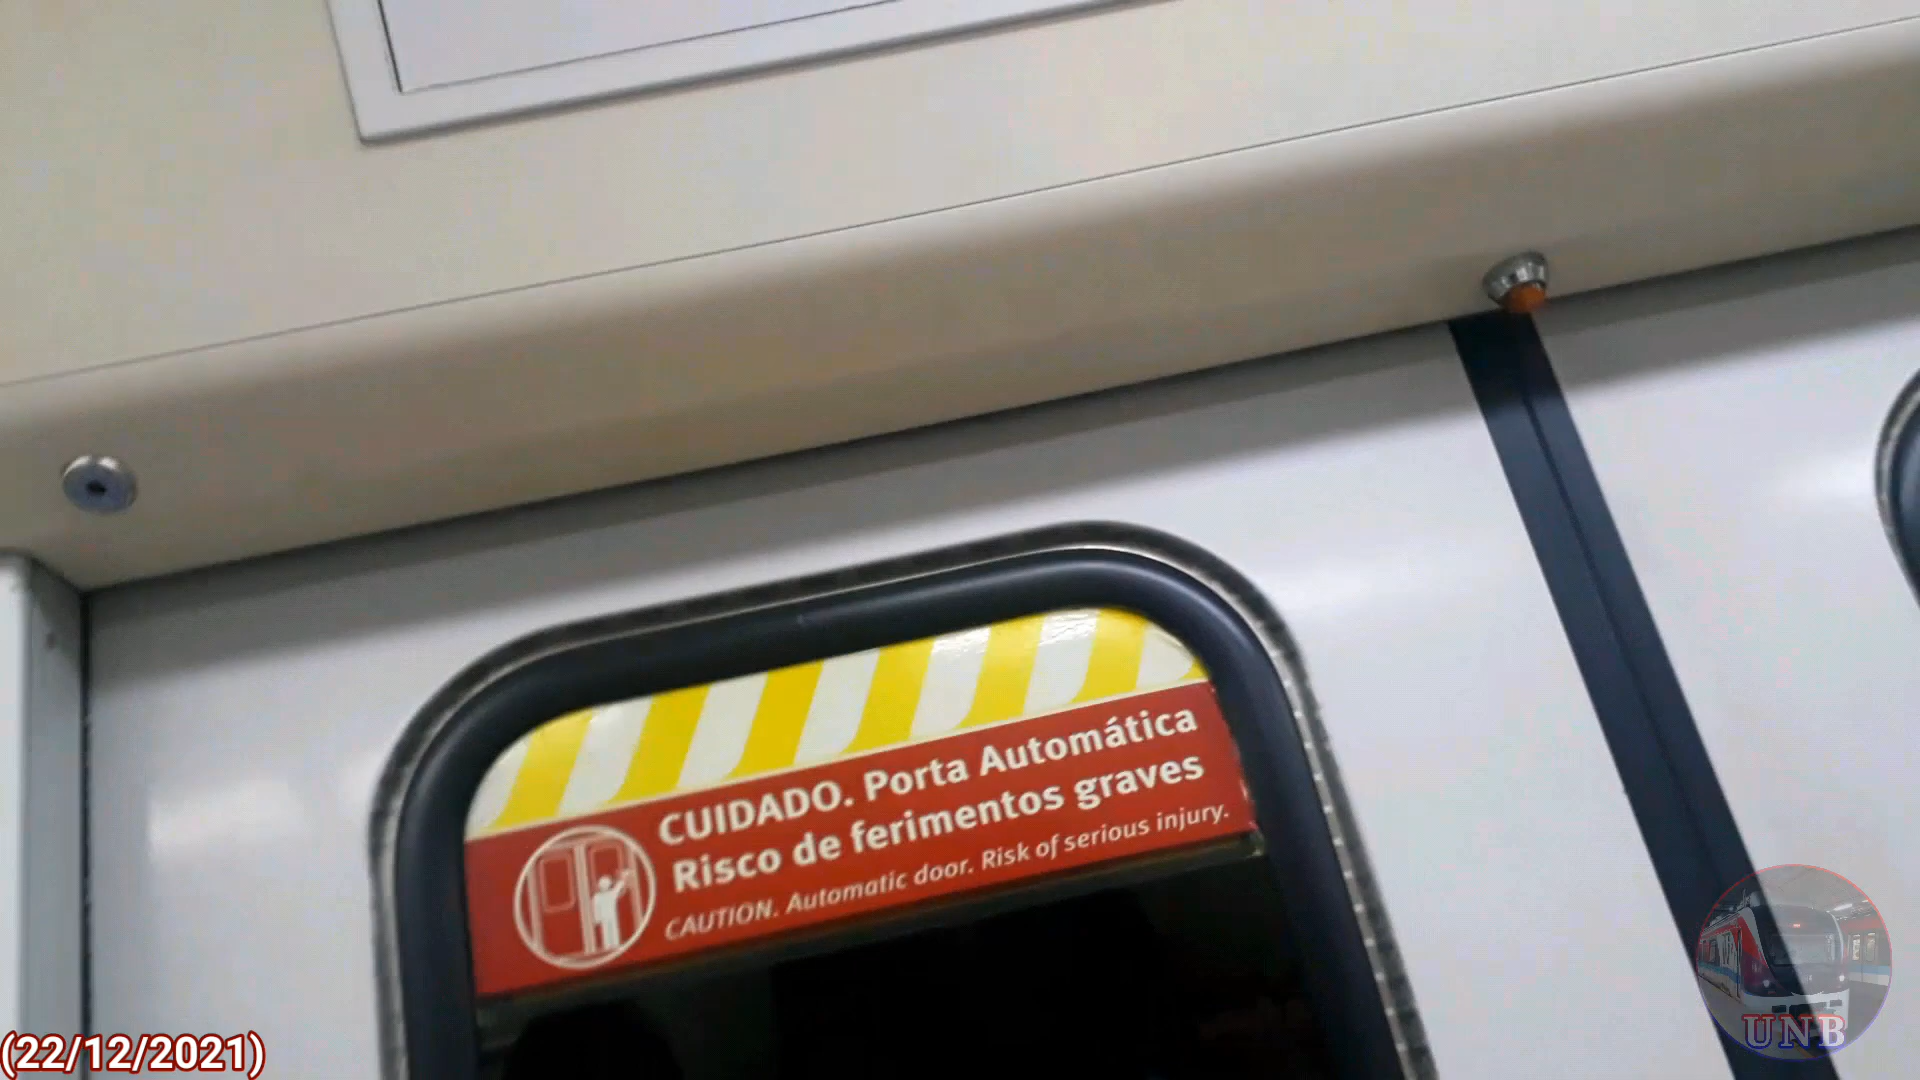 CUIDADO. Porta Automática
Risco de ferimentos graves
CAUTION. Automatic door. Risk of serious injury.
(22/12/2021)
UNB